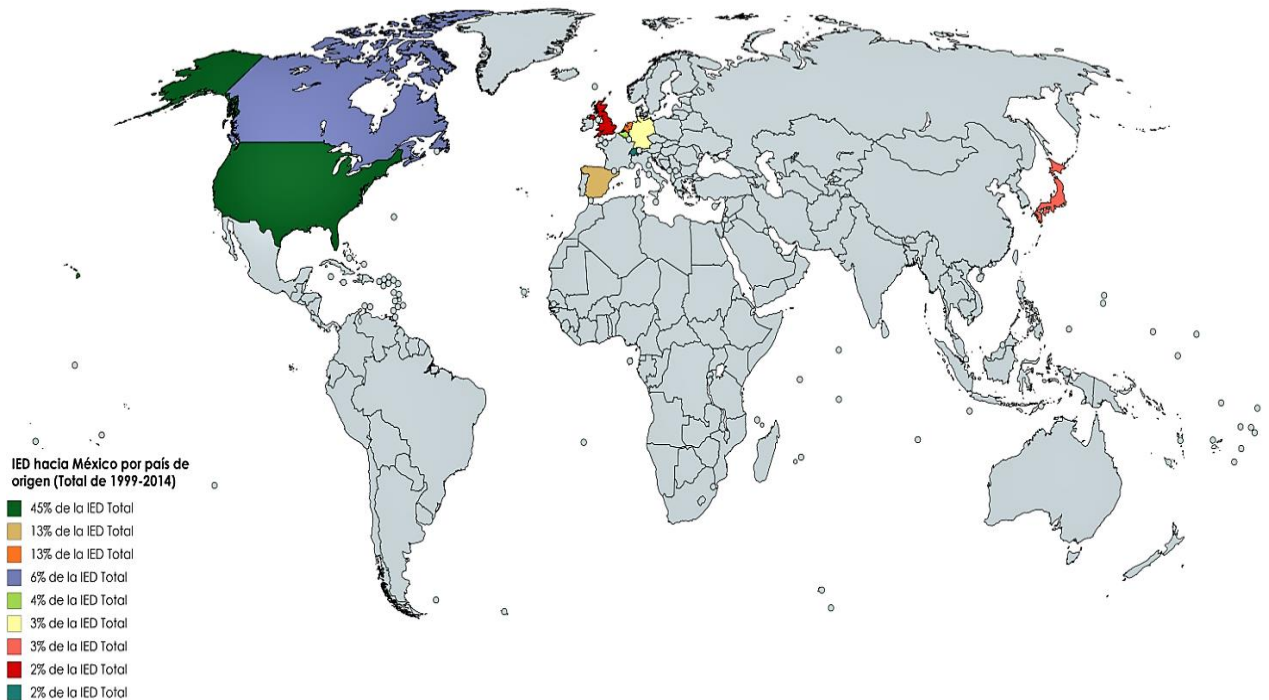 IED hacia México por país de
origen (Total de 1999-2014)
45% de la IED Total
13% de la IED Total
13% de la IED Total
6% de la IED Total
4% de la IED Total
3% de la IED Total
3% de la IED Total
2% de la IED Total
2% de la IED Total